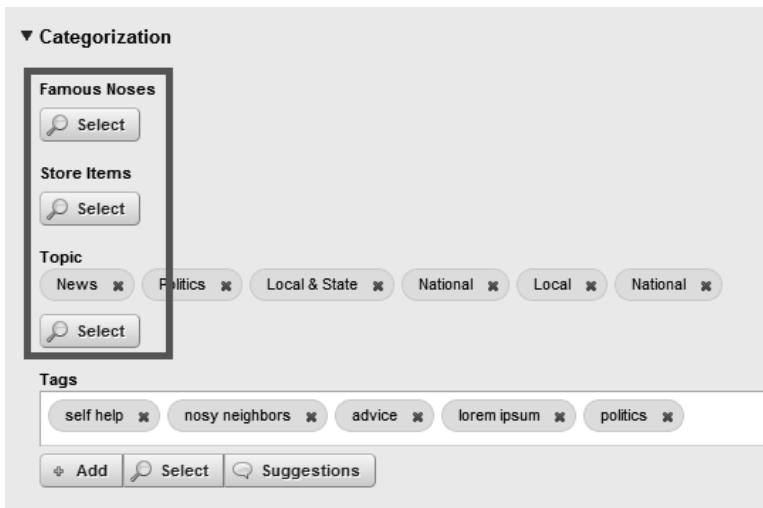 Categorization
Famous Noses
Select
Store Items
Select
Topic
News Politics Local & State National Local National
Select
Tags
self help nosy neighbors advice lorem ipsum politics
Add Select Suggestions